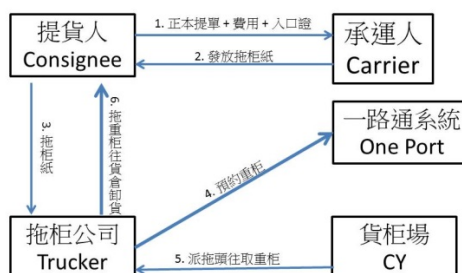 提貨人
Consignee
1. 正本提單 + 費用 + 入口證
2. 發放拖柜紙
承運人
Carrier
3. 拖柜紙
6. 拖重柜往貨倉卸貨
一路通系統
One Port
4. 預約重柜
拖柜公司
Trucker
5. 派拖頭往取重柜
貨柜場
CY